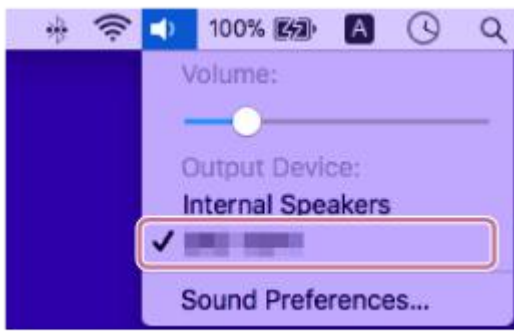 100% A
Volume:
Output Device:
Internal Speakers
Sound Preferences...